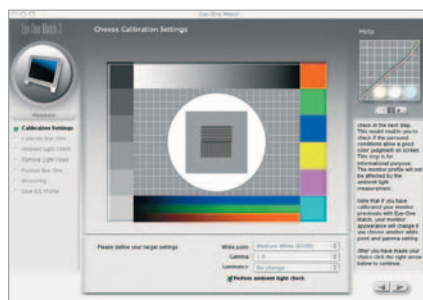 Eye-One Match
Eye-One Match 3
Choose Calibration Settings
Help
Monitors
Calibration Settings
Calibrate Eye-One
Ambient Light Check
Remove Light Head
Position Eye-One
Measuring
Save ICC Profile
check in the next step.
This would enable you to
check if the surround
conditions allow a good
color judgment on screen.
This step is for
informational purpose.
The monitor profile will
not be affected by the
ambient light
measurement.
Note that if you have
calibrated your monitor
previously with Eye-One
Match, your monitor
appearance will change if
you choose another white
point and gamma setting
After you have made your
choice click the right arrow
below to continue.
Please define your target settings
White point: Medium White (6500)
Gamma: 1.8
Luminance: No change
Perform ambient light check